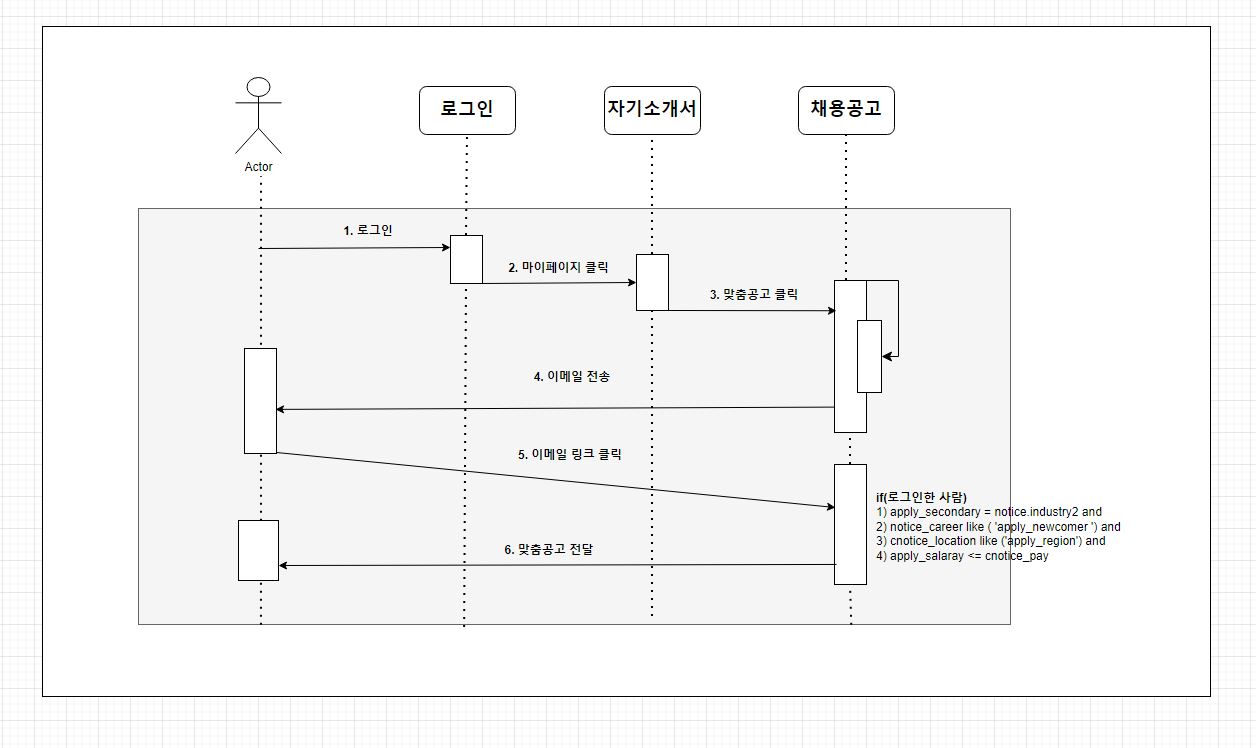 로그인
자기소개서
채용공고
Actor
1. 로그인
2. 마이페이지 클릭
3. 맞춤공고 클릭
4. 이메일 전송
5. 이메일 링크 클릭
if(로그인한 사람)
1) apply_secondary = notice.industry2 and
2) notice_career like ( 'apply_newcomer ') and
3) cnotice_location like ('apply_region') and
4) apply_salaray <= cnotice_pay
6. 맞춤공고 전달